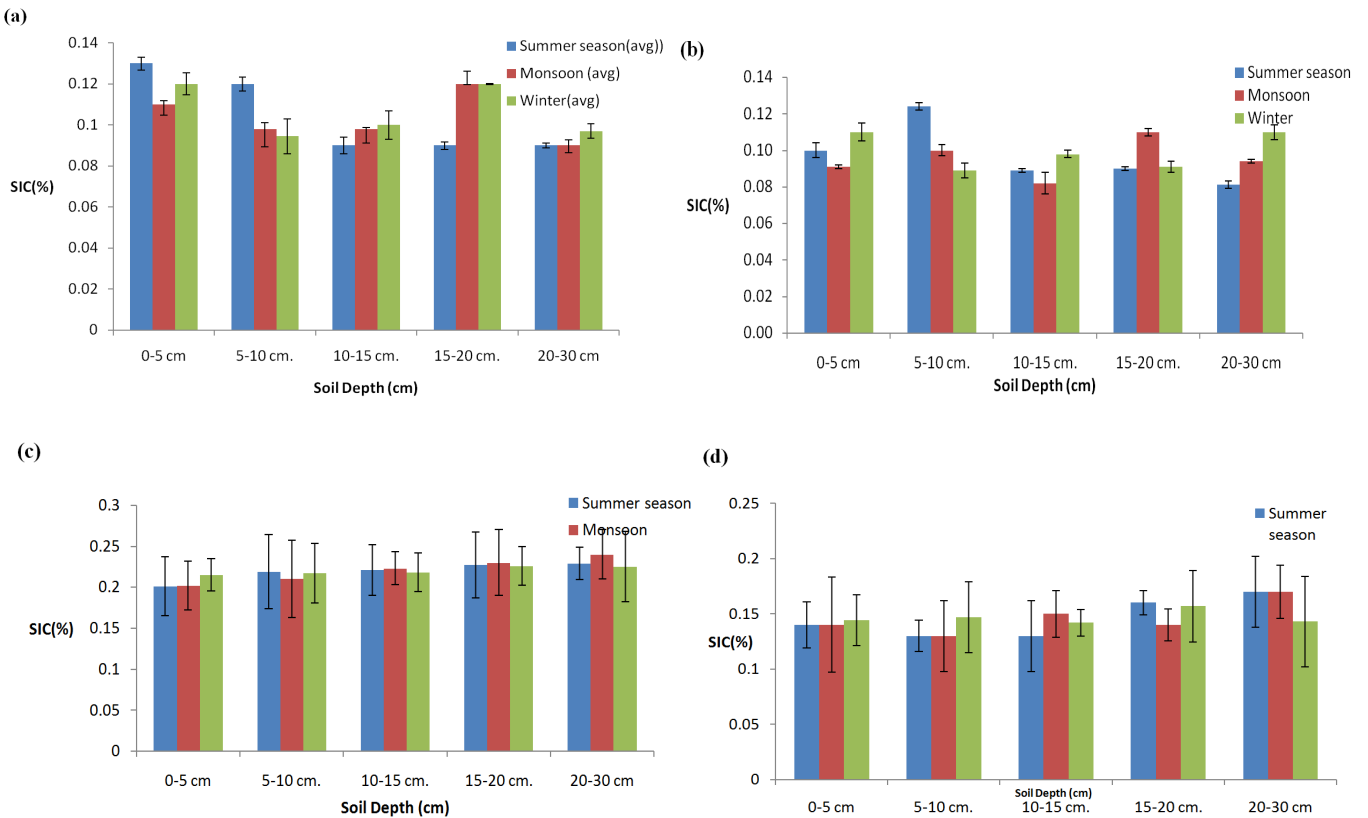 (a)
0.14
0.12
0.1
0.08
0.06
0.04
0.02
0
SIC(%)
Summer season(avg))
Monsoon (avg)
Winter(avg)
0-5 cm
5-10 cm.
10-15 cm.
15-20 cm.
20-30 cm
Soil Depth (cm)
(b)
0.14
0.12
0.10
0.08
0.06
0.04
0.02
0.00
SIC(%)
Summer season
Monsoon
Winter
0-5 cm
5-10 cm.
10-15 cm.
15-20 cm.
20-30 cm
Soil Depth (cm)
(c)
0.3
0.25
0.2
0.15
0.1
0.05
0
SIC(%)
Summer season
Monsoon
0-5 cm
5-10 cm.
10-15 cm.
15-20 cm.
20-30 cm
Soil Depth (cm)
(d)
0.25
0.2
0.15
0.1
0.05
0
SIC(%)
Summer
season
Soil Depth (cm)
0-5 cm
5-10 cm.
10-15 cm.
15-20 cm.
20-30 cm